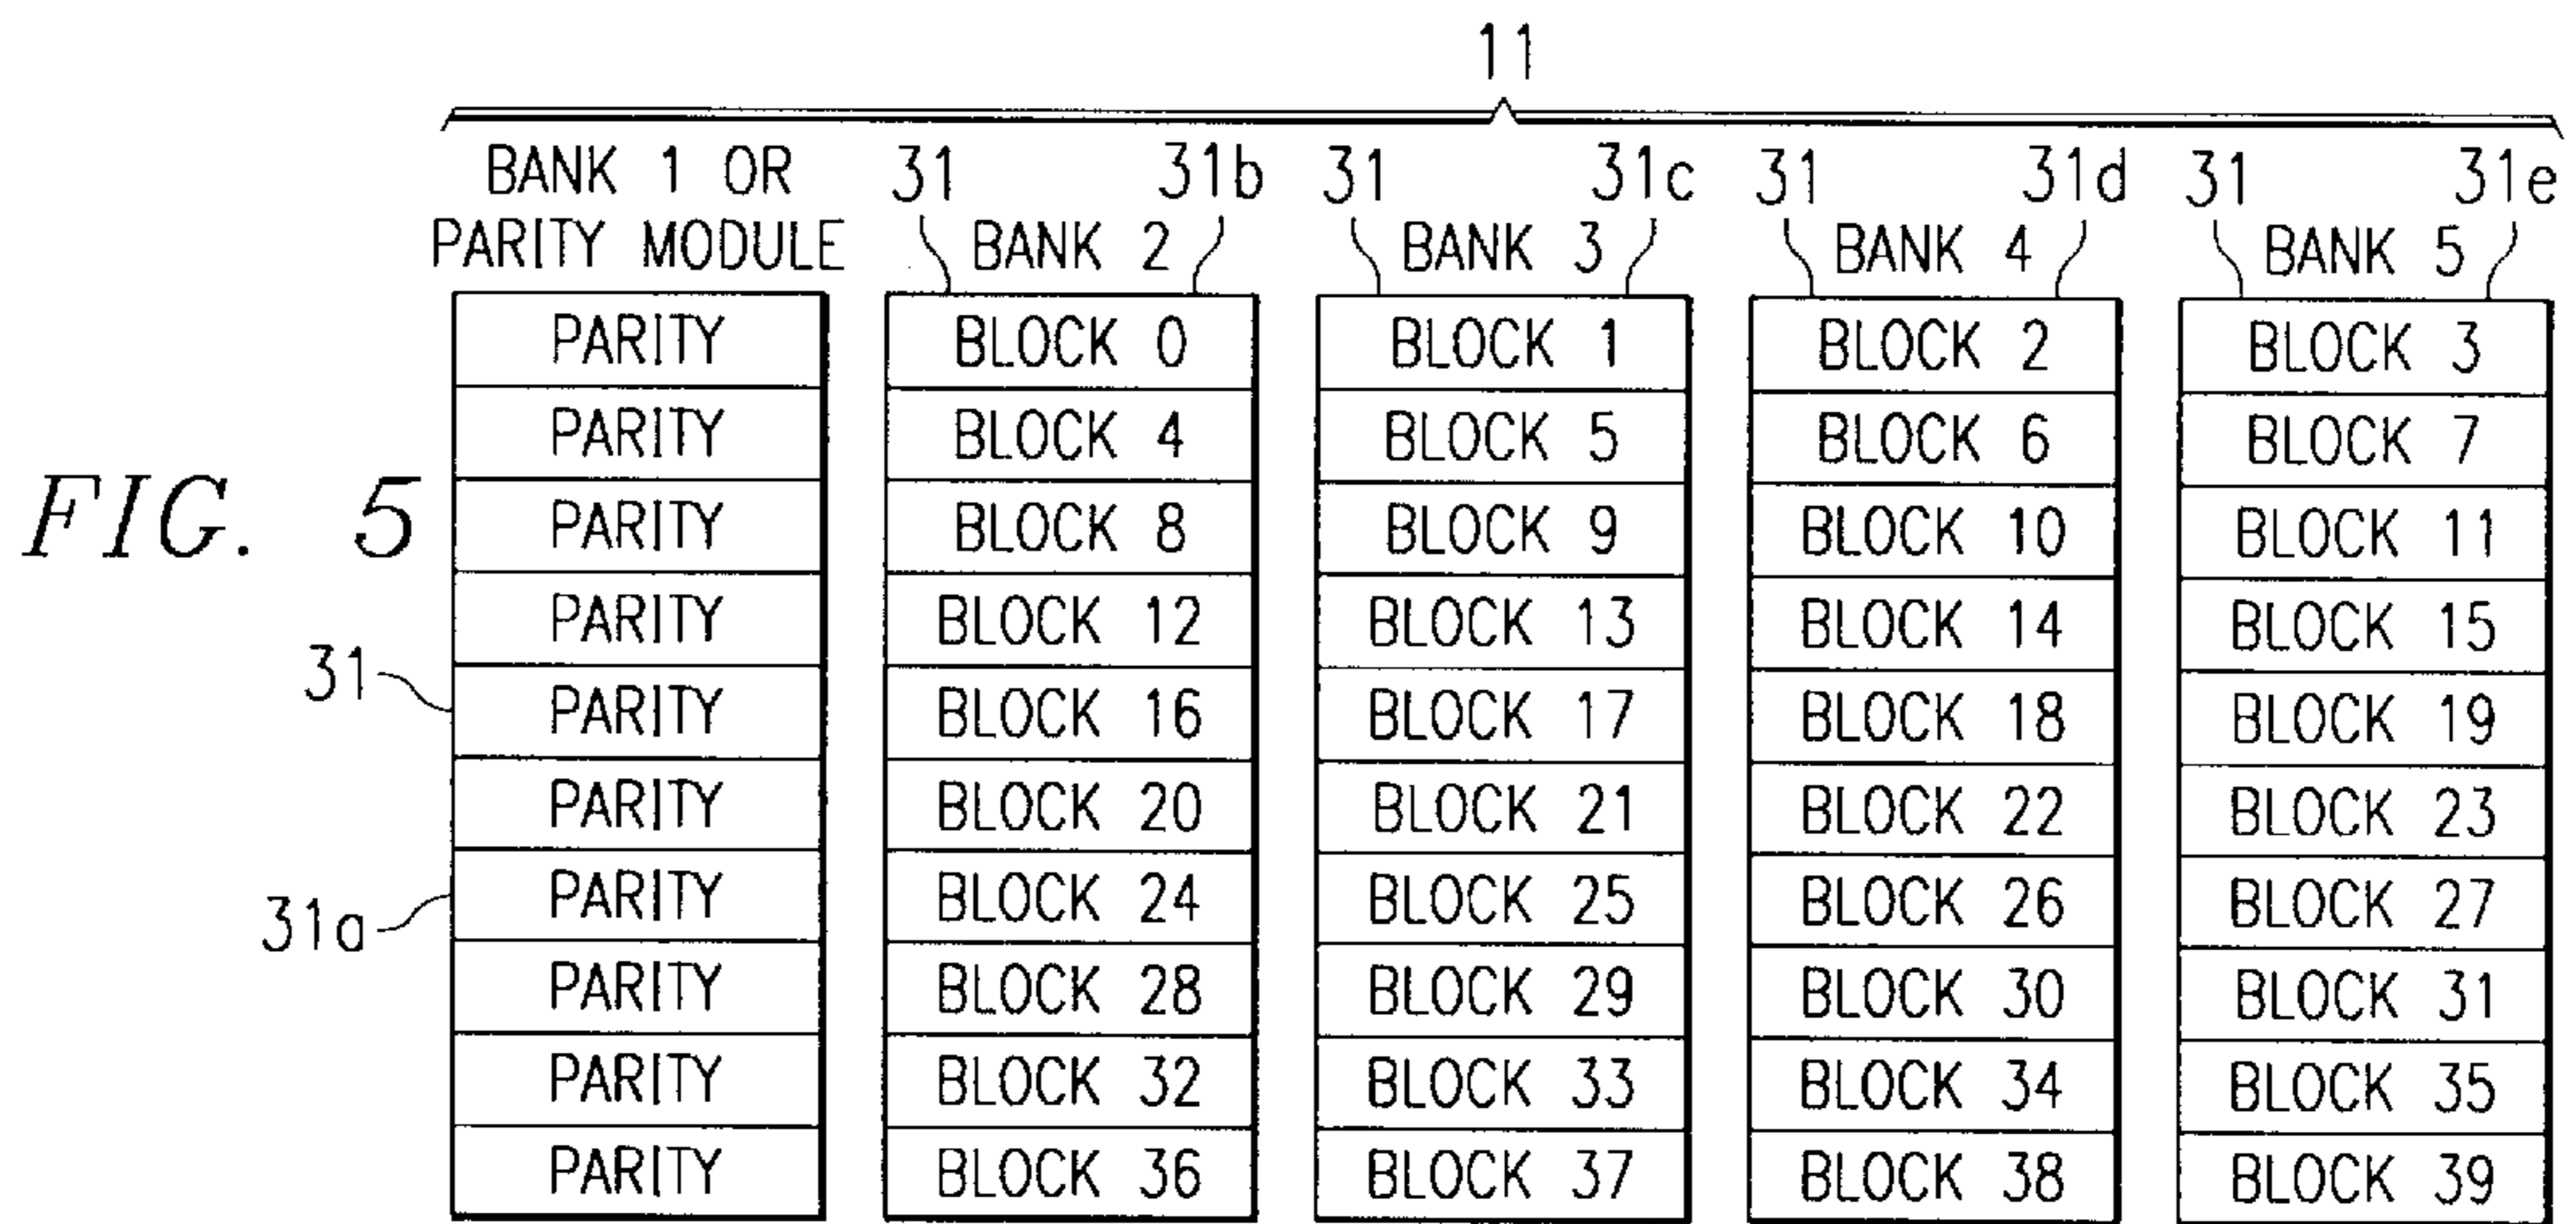 11
BANK 1 OR PARITY MODULE 31 BANK 2 31b 31 BANK 3 31c 31 BANK 4 31d 31 BANK 5 31e
PARITY BLOCK 0 BLOCK 1 BLOCK 2 BLOCK 3
PARITY BLOCK 4 BLOCK 5 BLOCK 6 BLOCK 7
FIG. 5 PARITY BLOCK 8 BLOCK 9 BLOCK 10 BLOCK 11
PARITY BLOCK 12 BLOCK 13 BLOCK 14 BLOCK 15
31 PARITY BLOCK 16 BLOCK 17 BLOCK 18 BLOCK 19
PARITY BLOCK 20 BLOCK 21 BLOCK 22 BLOCK 23
31a PARITY BLOCK 24 BLOCK 25 BLOCK 26 BLOCK 27
PARITY BLOCK 28 BLOCK 29 BLOCK 30 BLOCK 31
PARITY BLOCK 32 BLOCK 33 BLOCK 34 BLOCK 35
PARITY BLOCK 36 BLOCK 37 BLOCK 38 BLOCK 39